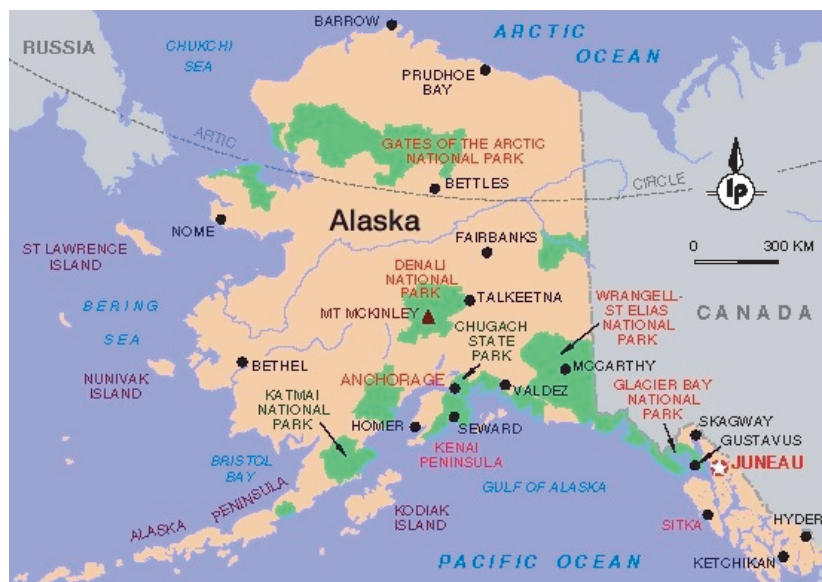 BARROW
ARCTIC
OCEAN
RUSSIA
CHUKCHI
SEA
PRUDHOE
BAY
ARTIC
GATES OF THE ARCTIC
NATIONAL PARK
BETTLES
CIRCLE
lp
NOME
Alaska
ST LAWRENCE
ISLAND
FAIRBANKS
0 300 KM
DENALI
NATIONAL
PARK
TALKEETNA
MT MCKINLEY
WRANGELL-
ST ELIAS
NATIONAL
PARK
CANADA
BERING
SEA
CHUGACH
STATE
PARK
NUNIVAK
ISLAND
BETHEL
MCCARTHY
ANCHORAGE
VALDEZ
KATMAI
NATIONAL
PARK
GLACIER BAY
NATIONAL
PARK
HOMER
SEWARD
SKAGWAY
GUSTAVUS
KENAI
PENINSULA
JUNEAU
BRISTOL
BAY
GULF OF ALASKA
ALASKA PENINSULA
KODIAK
ISLAND
SITKA
HYDER
PACIFIC OCEAN
KETCHIKAN